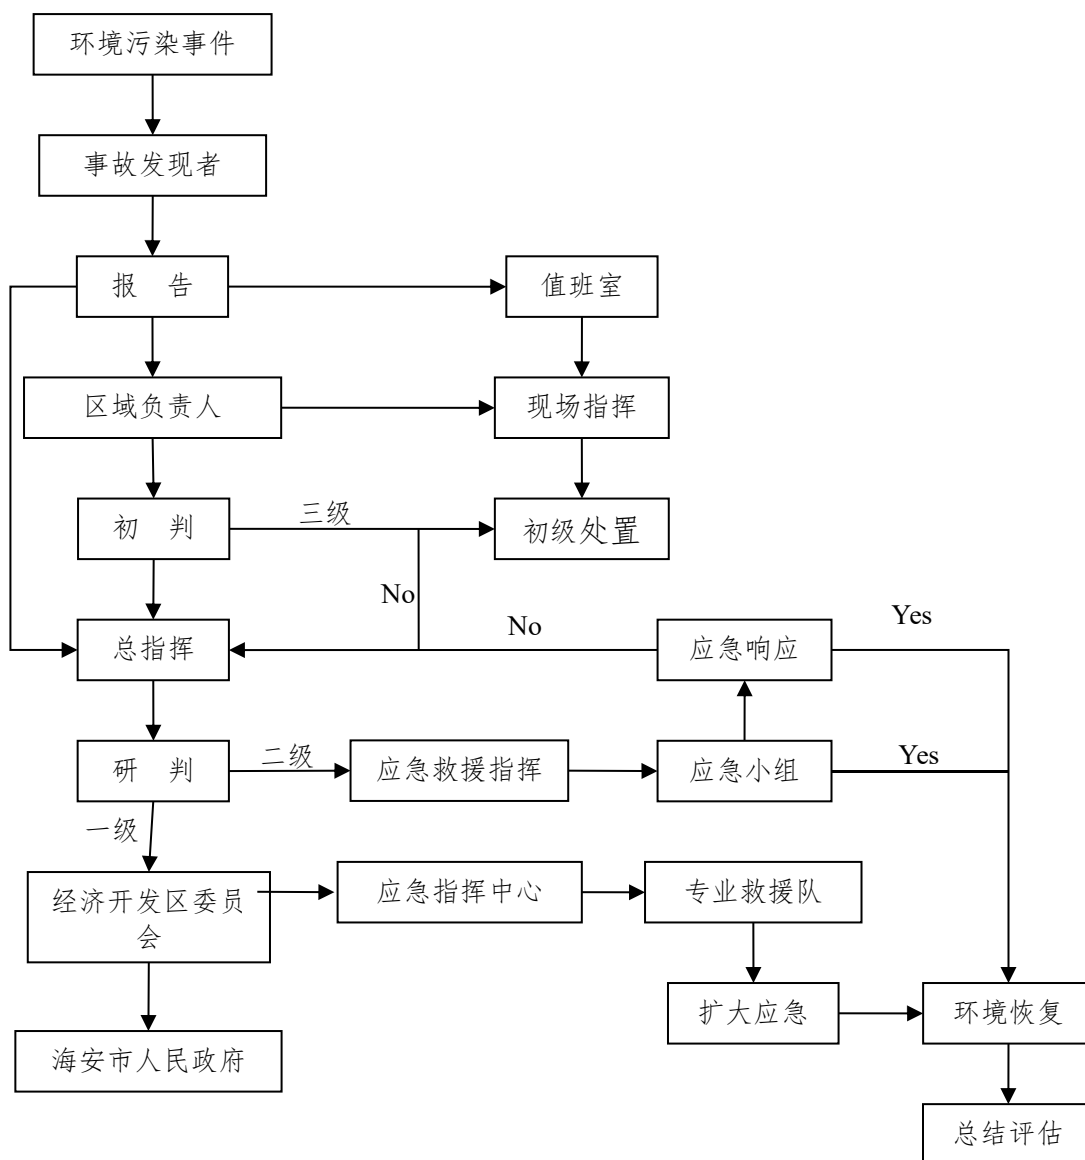 环境污染事件
事故发现者
报 告
值班室
区域负责人
现场指挥
初 判
三级
初级处置
No
总指挥
No
应急响应
Yes
研 判
二级
应急救援指挥
应急小组
Yes
一级
经济开发区委员
会
应急指挥中心
专业救援队
扩大应急
环境恢复
海安市人民政府
总结评估